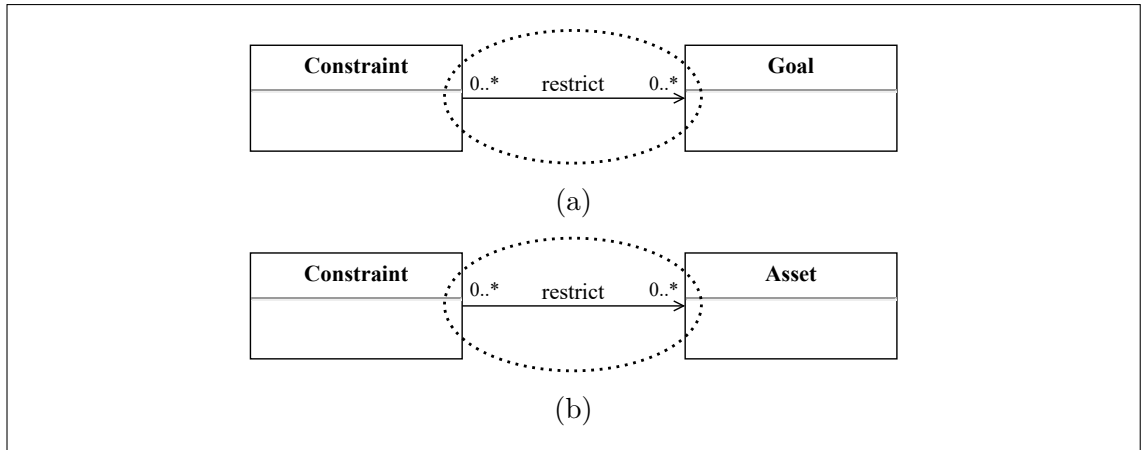 Constraint
Goal
0..* restrict 0..*
(a)
Constraint
Asset
0..* restrict 0..*
(b)